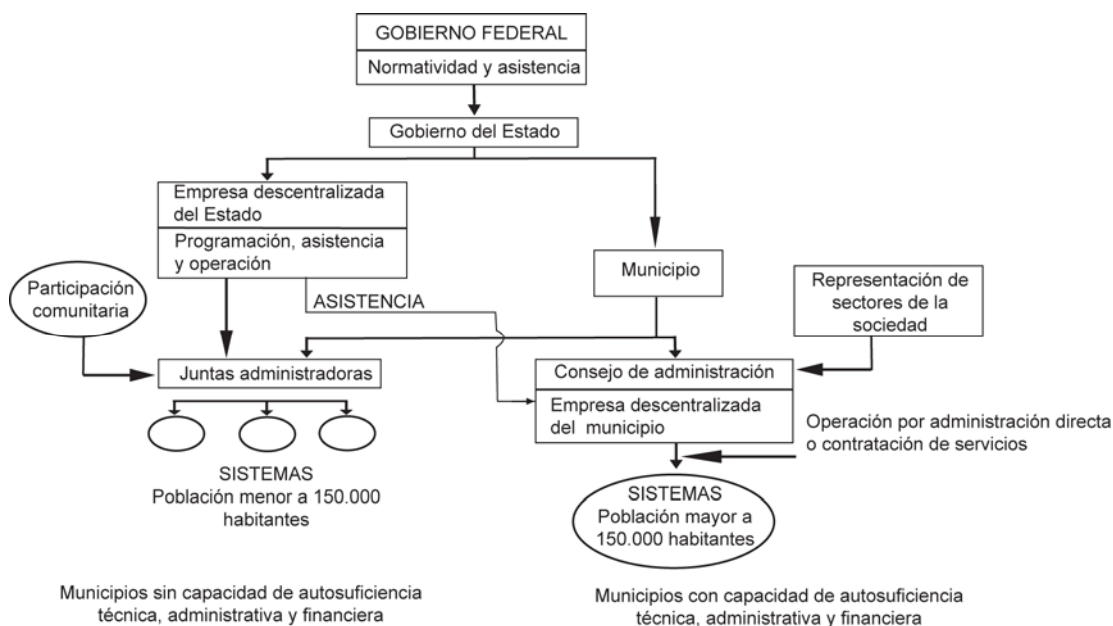 GOBIERNO FEDERAL
Normatividad y asistencia
Gobierno del Estado
Empresa descentralizada
del Estado
Programación, asistencia
y operación
Municipio
Representación de
sectores de la
sociedad
Participación
comunitaria
ASISTENCIA
Juntas administradoras
Consejo de administración
Empresa descentralizada
del municipio
Operación por administración directa
o contratación de servicios
SISTEMAS
Población menor a 150.000
habitantes
SISTEMAS
Población mayor a
150.000 habitantes
Municipios sin capacidad de autosuficiencia
técnica, administrativa y financiera
Municipios con capacidad de autosuficiencia
técnica, administrativa y financiera